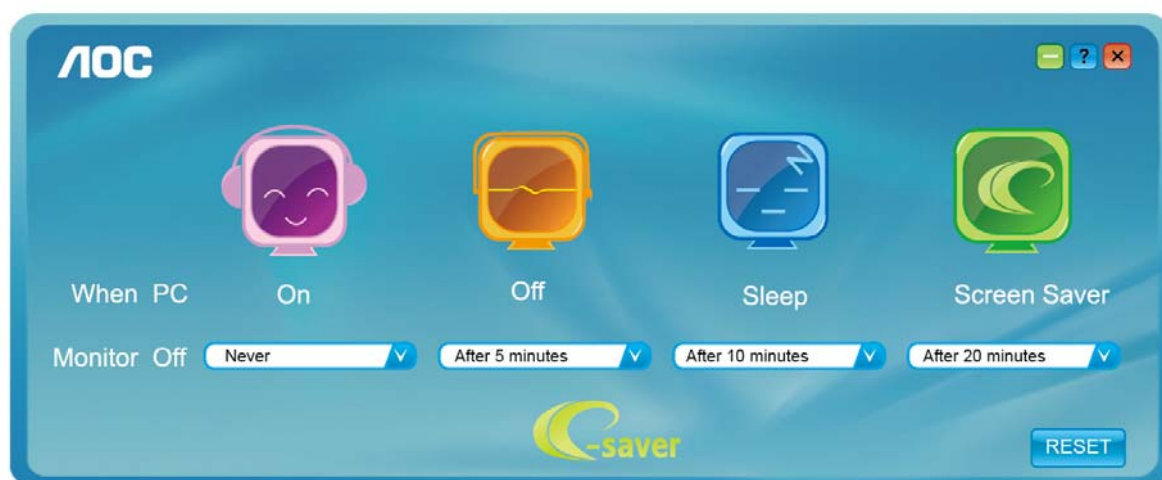 AOC
?
When PC On Off Sleep Screen Saver
Monitor Off Never After 5 minutes After 10 minutes After 20 minutes
e-saver
RESET